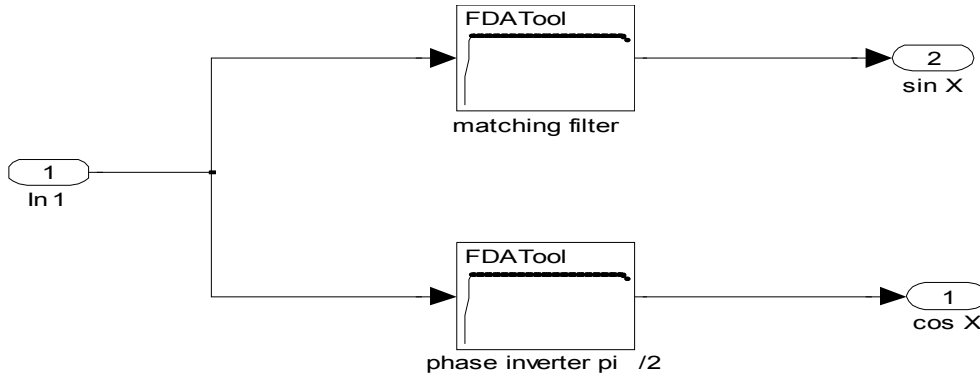 FDATool
2
sin X
matching filter
1
In 1
FDATool
1
cos X
phase inverter pi /2